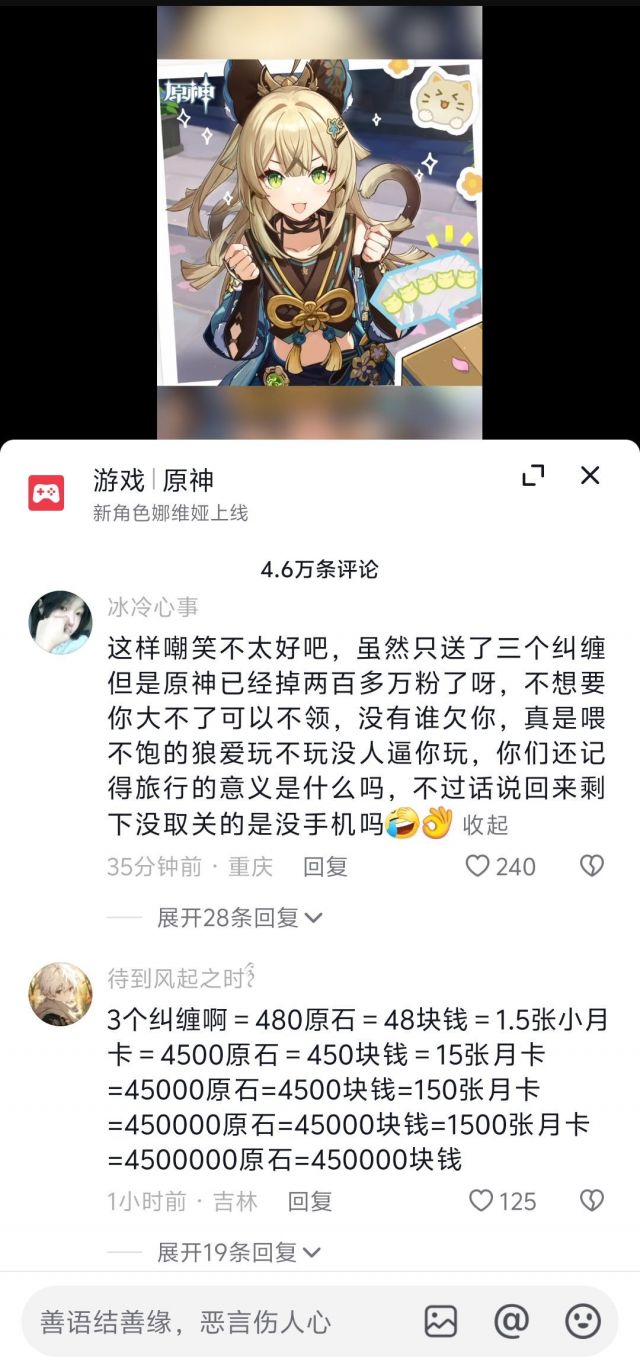 原神
游戏 | 原神
新角色娜维娅上线
4.6万条评论
冰冷心事
这样嘲笑不太好吧，虽然只送了三个纠缠
但是原神已经掉两百多万粉了呀，不想要
你大不了可以不领，没有谁欠你，真是喂
不饱的狼爱玩不玩没人逼你玩，你们还记
得旅行的意义是什么吗，不过话说回来剩
下没取关的是没手机吗🤣👌 收起
35分钟前 · 重庆 回复 240
展开28条回复
待到风起之时
3个纠缠啊＝480原石＝48块钱＝1.5张小月
卡＝4500原石＝450块钱＝15张月卡
=45000原石=4500块钱=150张月卡
=450000原石=45000块钱=1500张月卡
=4500000原石=450000块钱
1小时前 · 吉林 回复 125
展开19条回复
善语结善缘，恶言伤人心